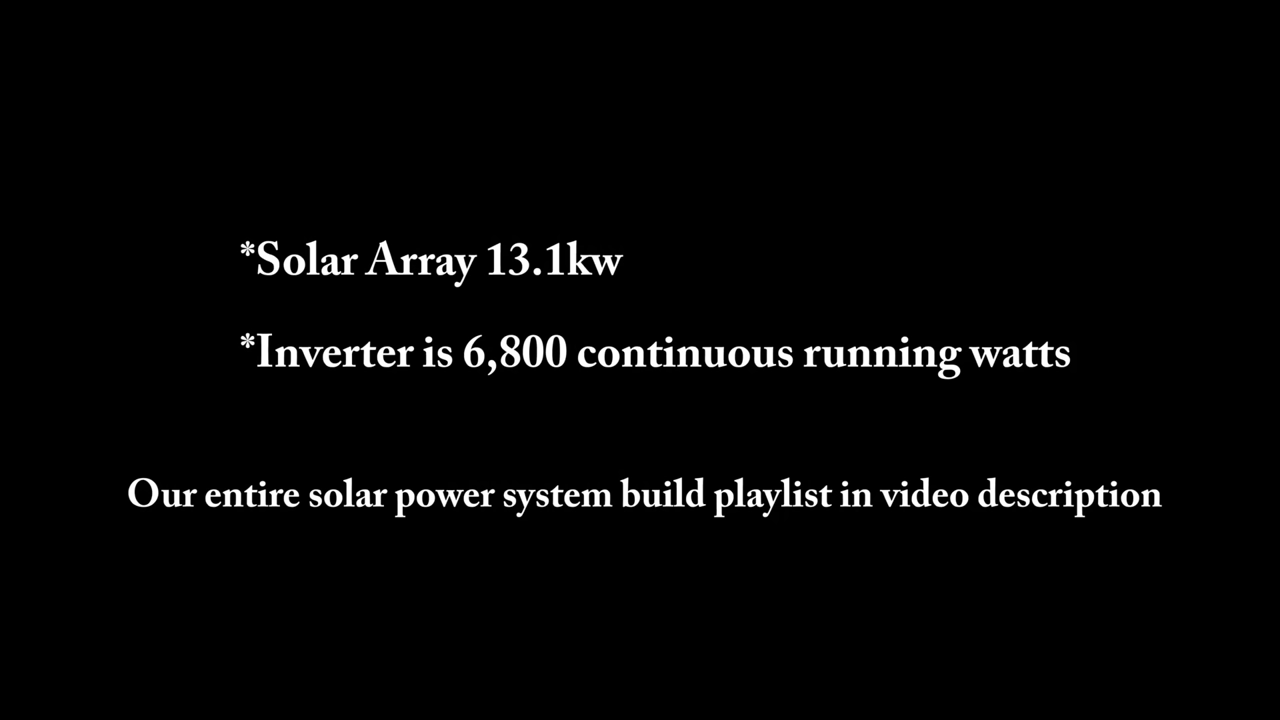 *Solar Array 13.1kw
*Inverter is 6,800 continuous running watts
Our entire solar power system build playlist in video description